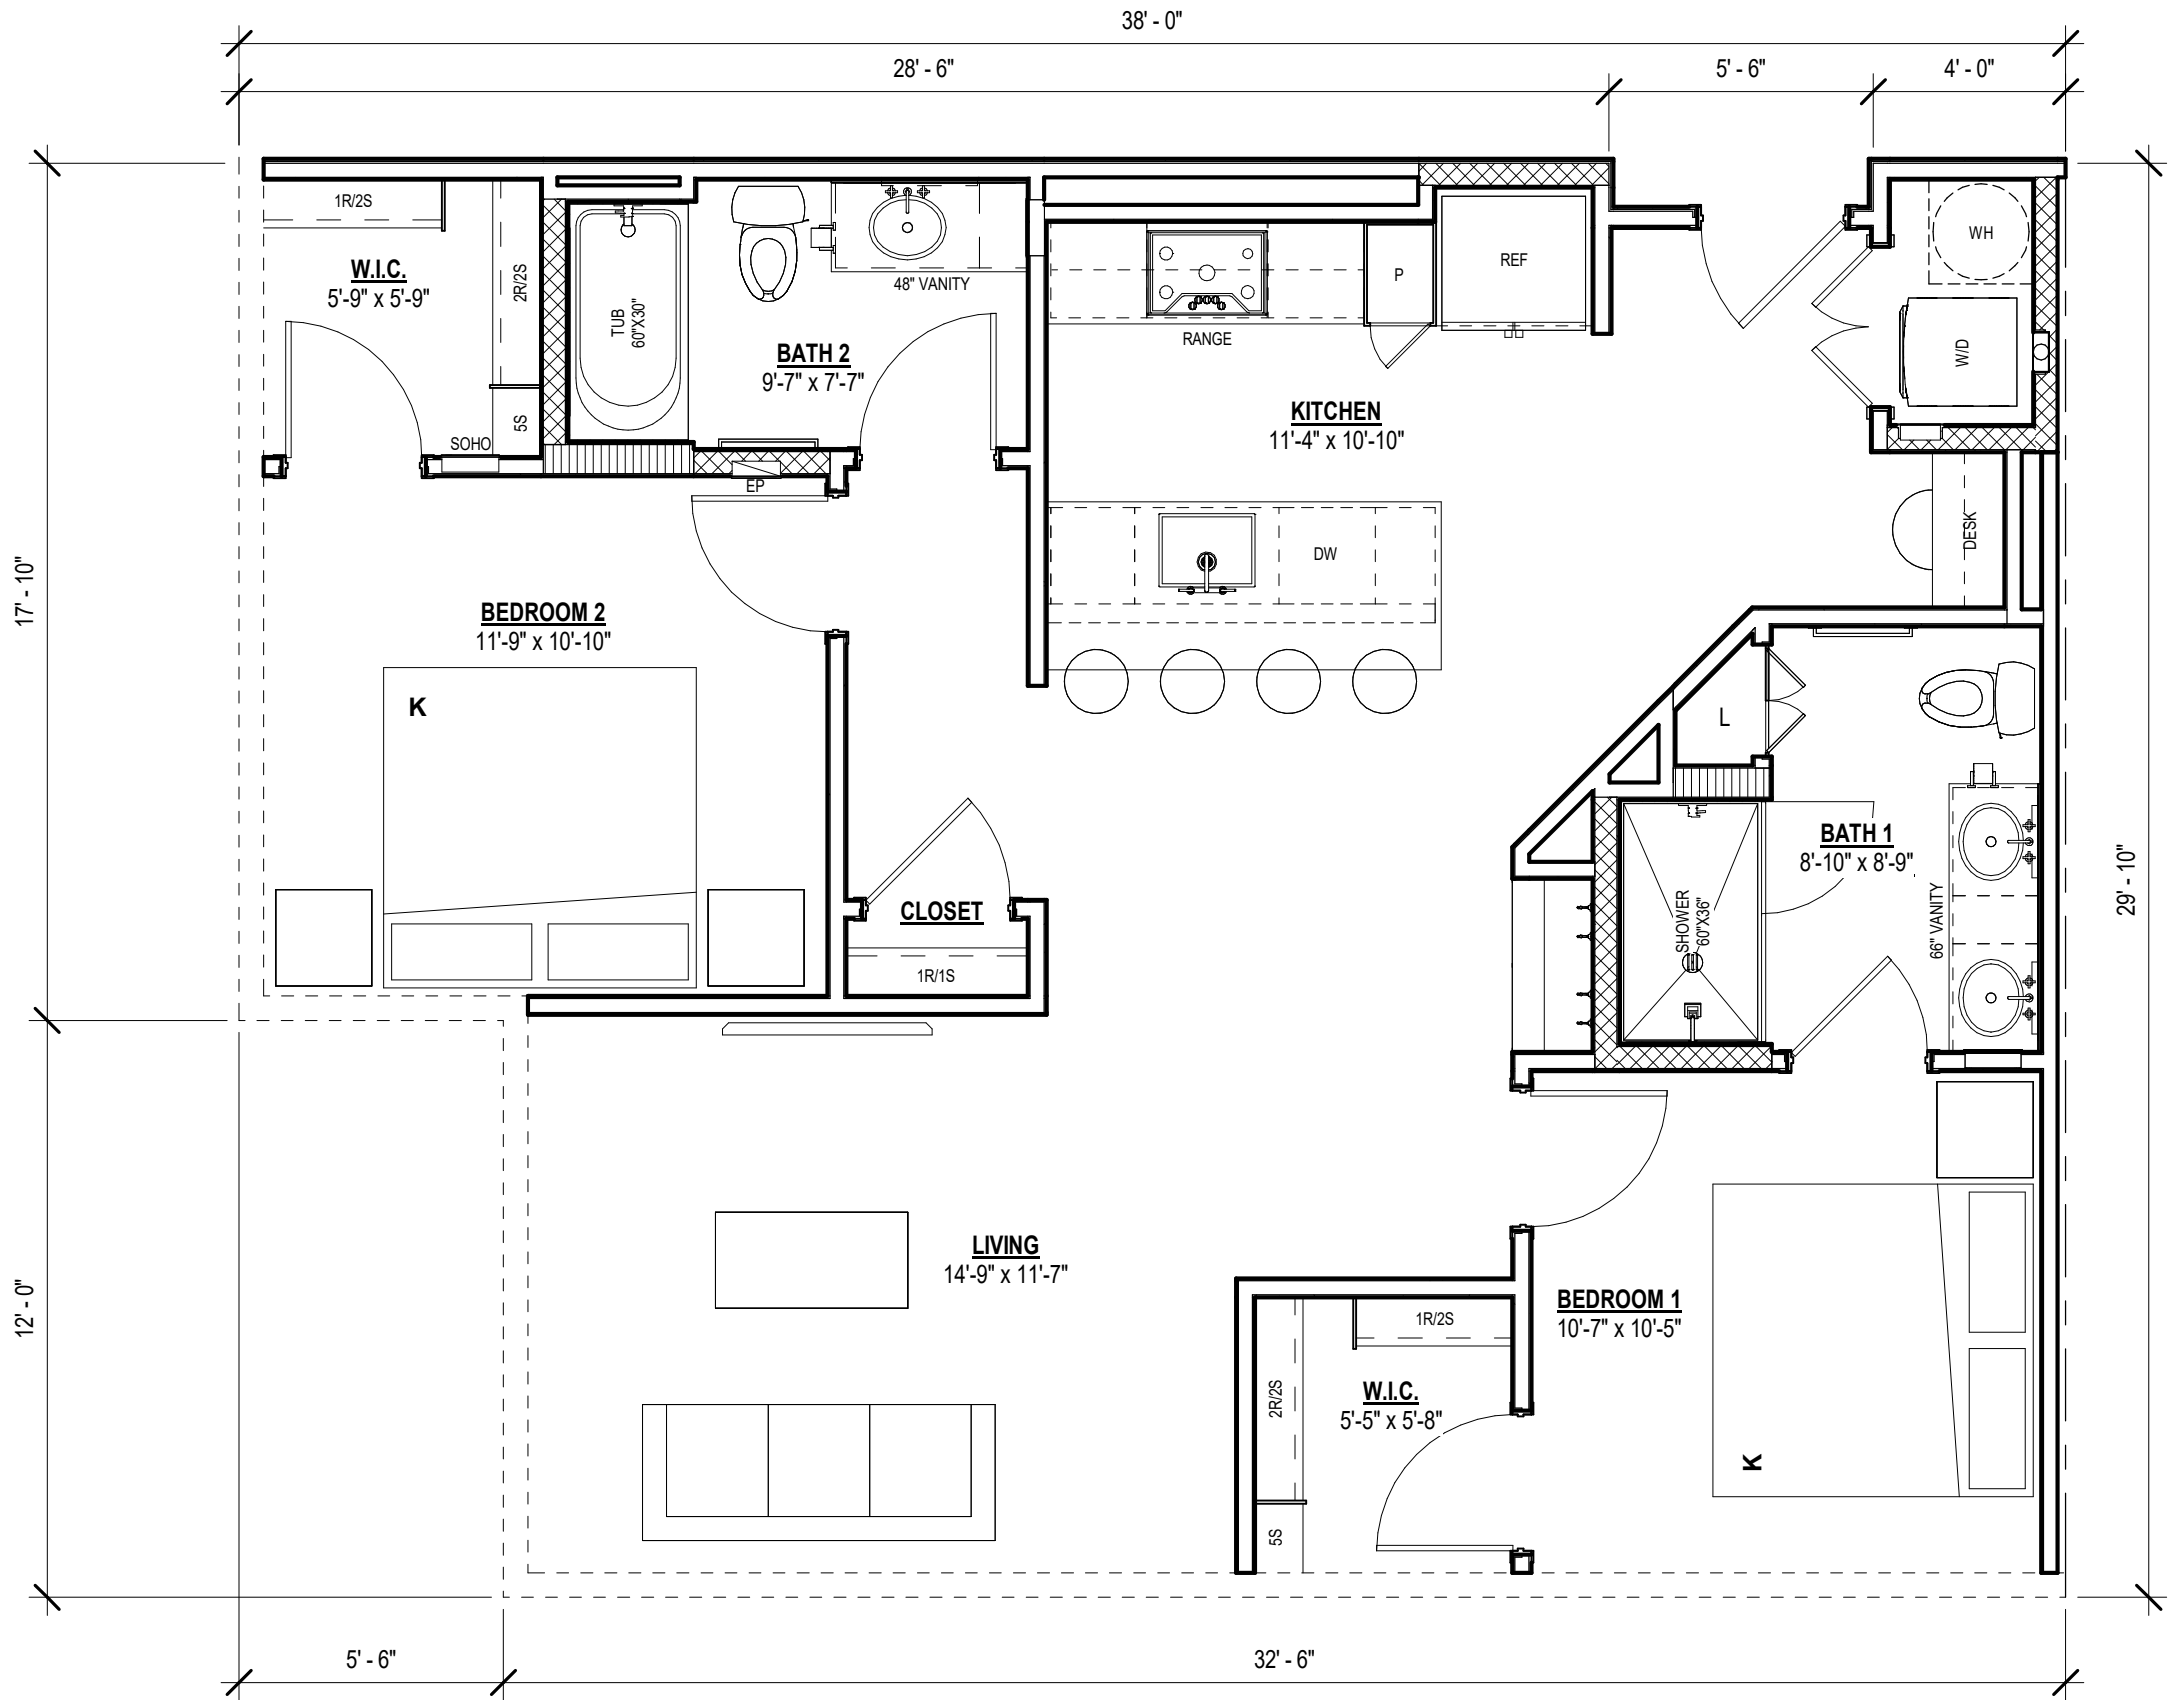 38' - 0"
28' - 6"
5' - 6"
4' - 0"
1R/2S
W.I.C.
5'-9" x 5'-9"
2R/2S
5S
SOHO
TUB
60"X30"
48" VANITY
BATH 2
9'-7" x 7'-7"
EP
RANGE
P
REF
KITCHEN
11'-4" x 10'-10"
WH
W/D
DESK
DW
17' - 10"
BEDROOM 2
11'-9" x 10'-10"
K
L
BATH 1
8'-10" x 8'-9"
SHOWER
60"X36"
66" VANITY
29' - 10"
CLOSET
1R/1S
12' - 0"
LIVING
14'-9" x 11'-7"
BEDROOM 1
10'-7" x 10'-5"
K
1R/2S
2R/2S
W.I.C.
5'-5" x 5'-8"
5S
5' - 6"
32' - 6"